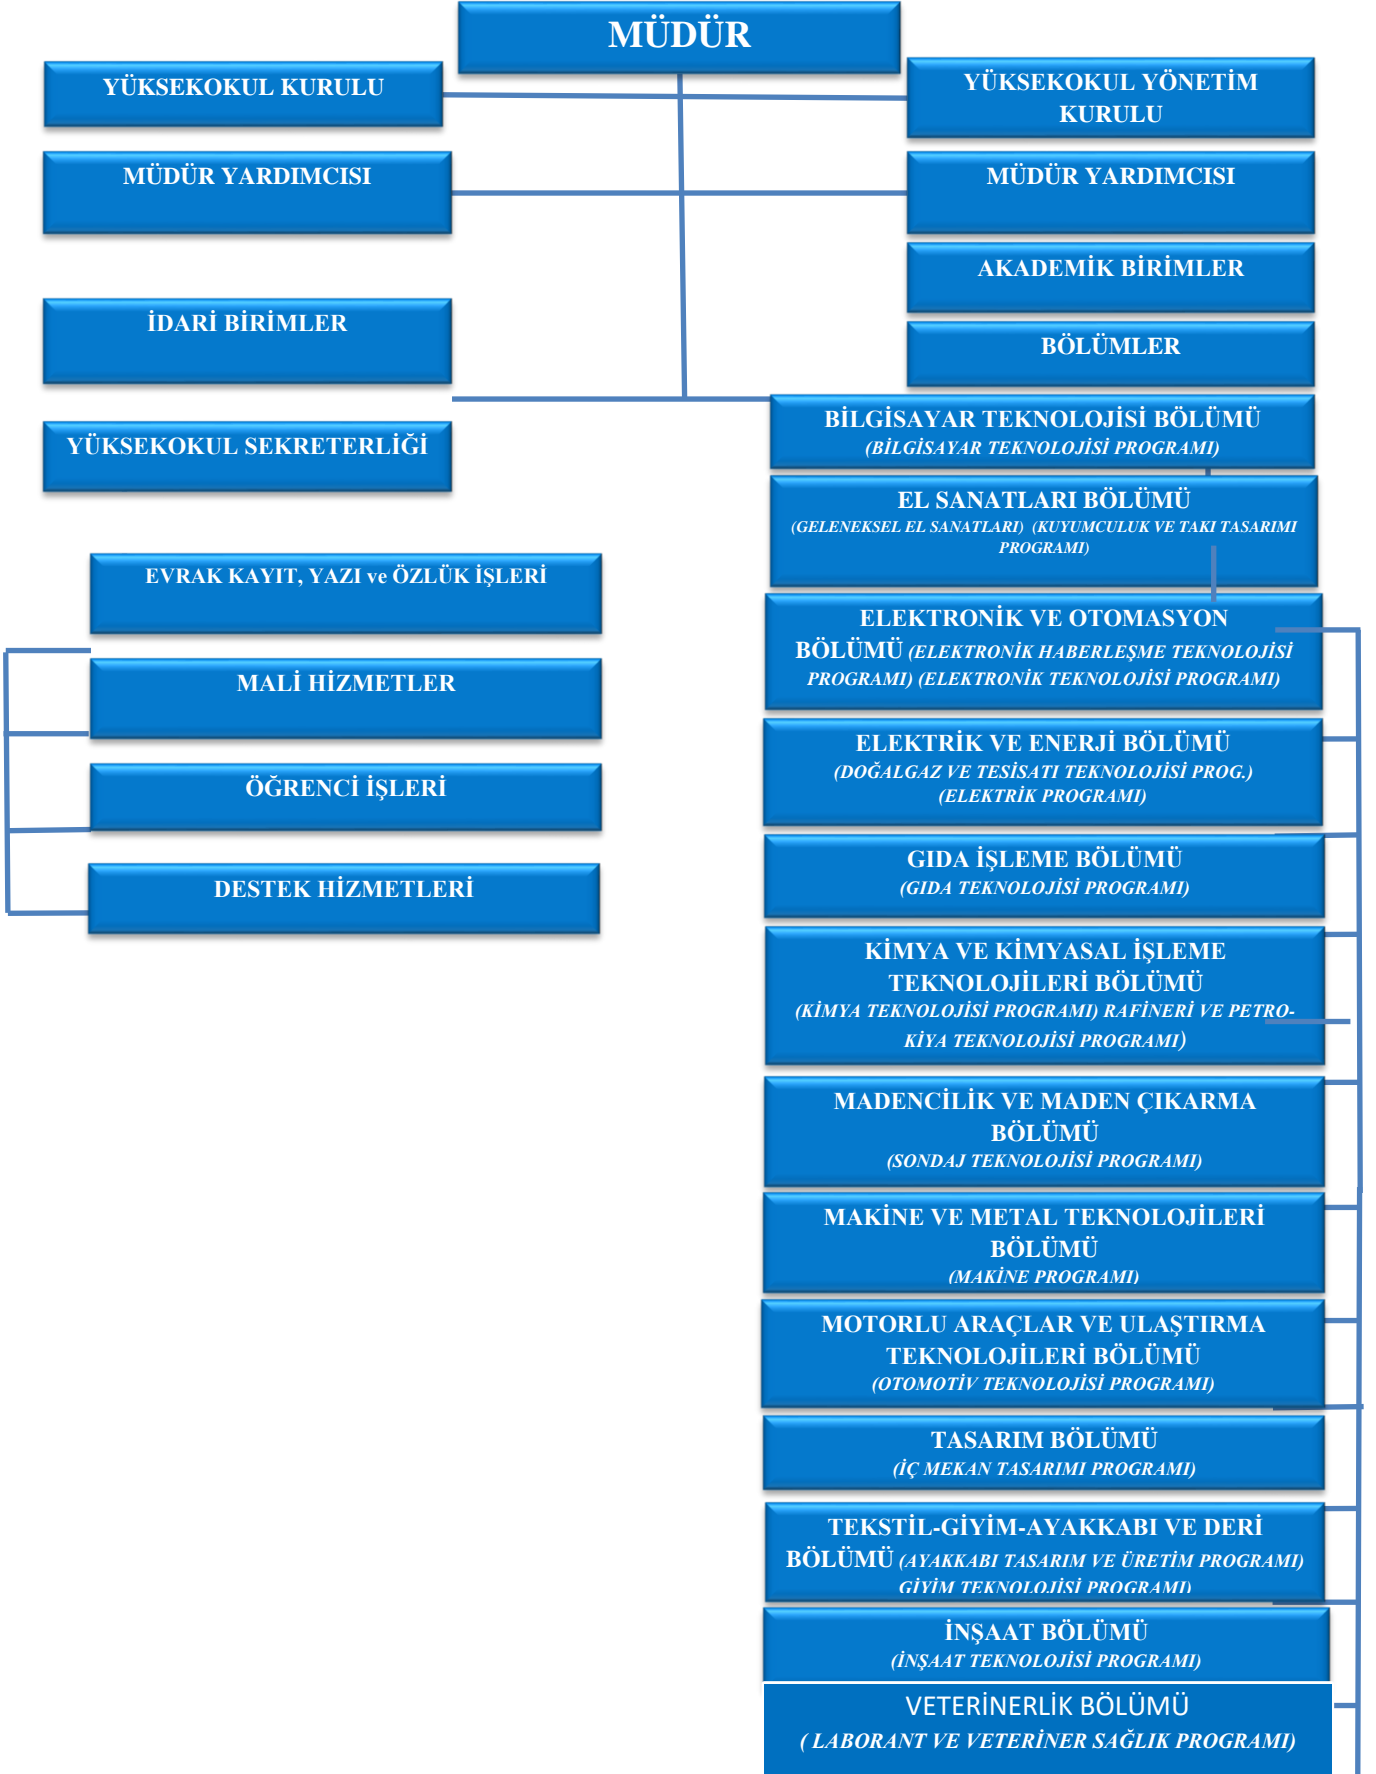 MÜDÜR
YÜKSEKOKUL KURULU
YÜKSEKOKUL YÖNETİM
KURULU
MÜDÜR YARDIMCISI
MÜDÜR YARDIMCISI
AKADEMİK BİRİMLER
İDARİ BİRİMLER
BÖLÜMLER
YÜKSEKOKUL SEKRETERLİĞİ
EVRAK KAYIT, YAZI ve ÖZLÜK İŞLERİ
MALİ HİZMETLER
ÖĞRENCİ İŞLERİ
DESTEK HİZMETLERİ
BİLGİSAYAR TEKNOLOJİSİ BÖLÜMÜ
(BİLGİSAYAR TEKNOLOJİSİ PROGRAMI)
EL SANATLARI BÖLÜMÜ
(GELENEKSEL EL SANATLARI) (KUYUMCULUK VE TAKI TASARIMI
PROGRAMI)
ELEKTRONİK VE OTOMASYON
BÖLÜMÜ (ELEKTRONİK HABERLEŞME TEKNOLOJİSİ
PROGRAMI) (ELEKTRONİK TEKNOLOJİSİ PROGRAMI)
ELEKTRİK VE ENERJİ BÖLÜMÜ
(DOĞALGAZ VE TESİSATI TEKNOLOJİSİ PROG.)
(ELEKTRİK PROGRAMI)
GIDA İŞLEME BÖLÜMÜ
(GIDA TEKNOLOJİSİ PROGRAMI)
KİMYA VE KİMYASAL İŞLEME
TEKNOLOJİLERİ BÖLÜMÜ
(KİMYA TEKNOLOJİSİ PROGRAMI) RAFİNERİ VE PETRO-
KİYA TEKNOLOJİSİ PROGRAMI)
MADENCİLİK VE MADEN ÇIKARMA
BÖLÜMÜ
(SONDAJ TEKNOLOJİSİ PROGRAMI)
MAKİNE VE METAL TEKNOLOJİLERİ
BÖLÜMÜ
(MAKİNE PROGRAMI)
MOTORLU ARAÇLAR VE ULAŞTIRMA
TEKNOLOJİLERİ BÖLÜMÜ
(OTOMOTİV TEKNOLOJİSİ PROGRAMI)
TASARIM BÖLÜMÜ
(İÇ MEKAN TASARIMI PROGRAMI)
TEKSTİL-GİYİM-AYAKKABI VE DERİ
BÖLÜMÜ (AYAKKABI TASARIM VE ÜRETİM PROGRAMI)
GİYİM TEKNOLOJİSİ PROGRAMI)
İNŞAAT BÖLÜMÜ
(İNŞAAT TEKNOLOJİSİ PROGRAMI)
VETERİNERLİK BÖLÜMÜ
( LABORANT VE VETERİNER SAĞLIK PROGRAMI)